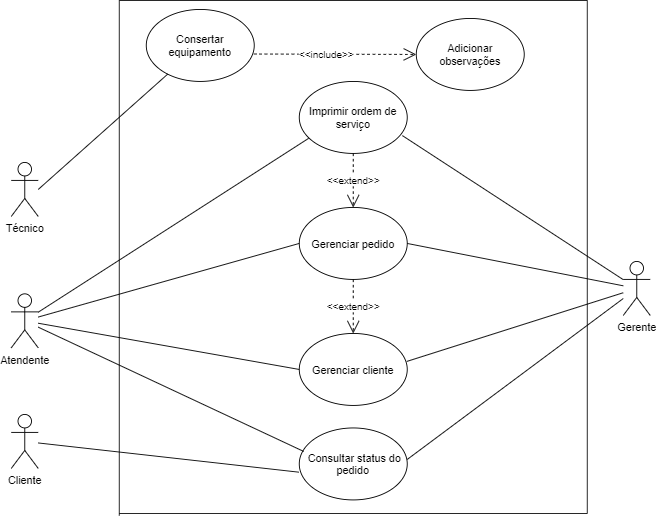 Consertar
equipamento
<<include>>
Adicionar
observações
Imprimir ordem de
serviço
<<extend>>
Técnico
Gerenciar pedido
<<extend>>
Gerente
Atendente
Gerenciar cliente
Consultar status do
pedido
Cliente